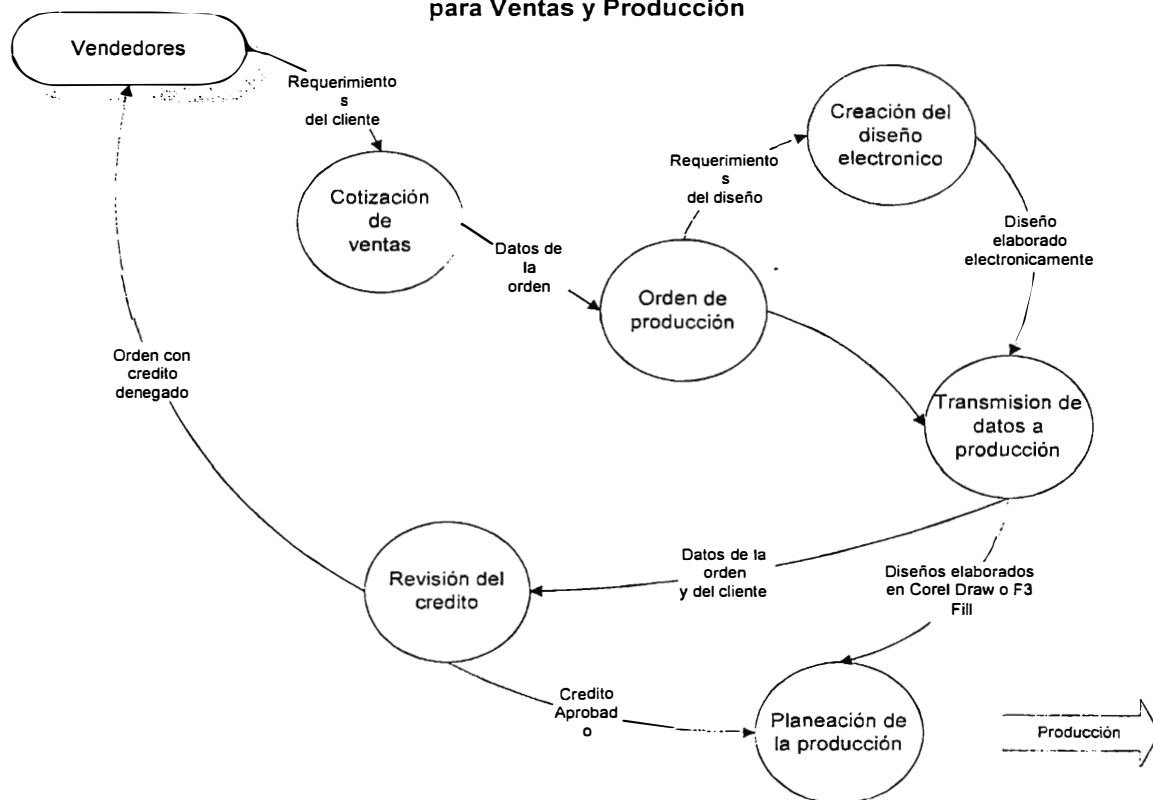 para Ventas y Producción
Vendedores
Requerimiento
s
del cliente
Cotización
de
ventas
Datos de
la
orden
Orden de
producción
Requerimiento
s
del diseño
Creación del
diseño
electronico
Diseño
elaborado
electronicamente
Transmision de
datos a
producción
Orden con
credito
denegado
Revisión del
credito
Datos de la
orden
y del cliente
Diseños elaborados
en Corel Draw o F3
Fill
Credito
Aprobad
o
Planeación de
la producción
Producción